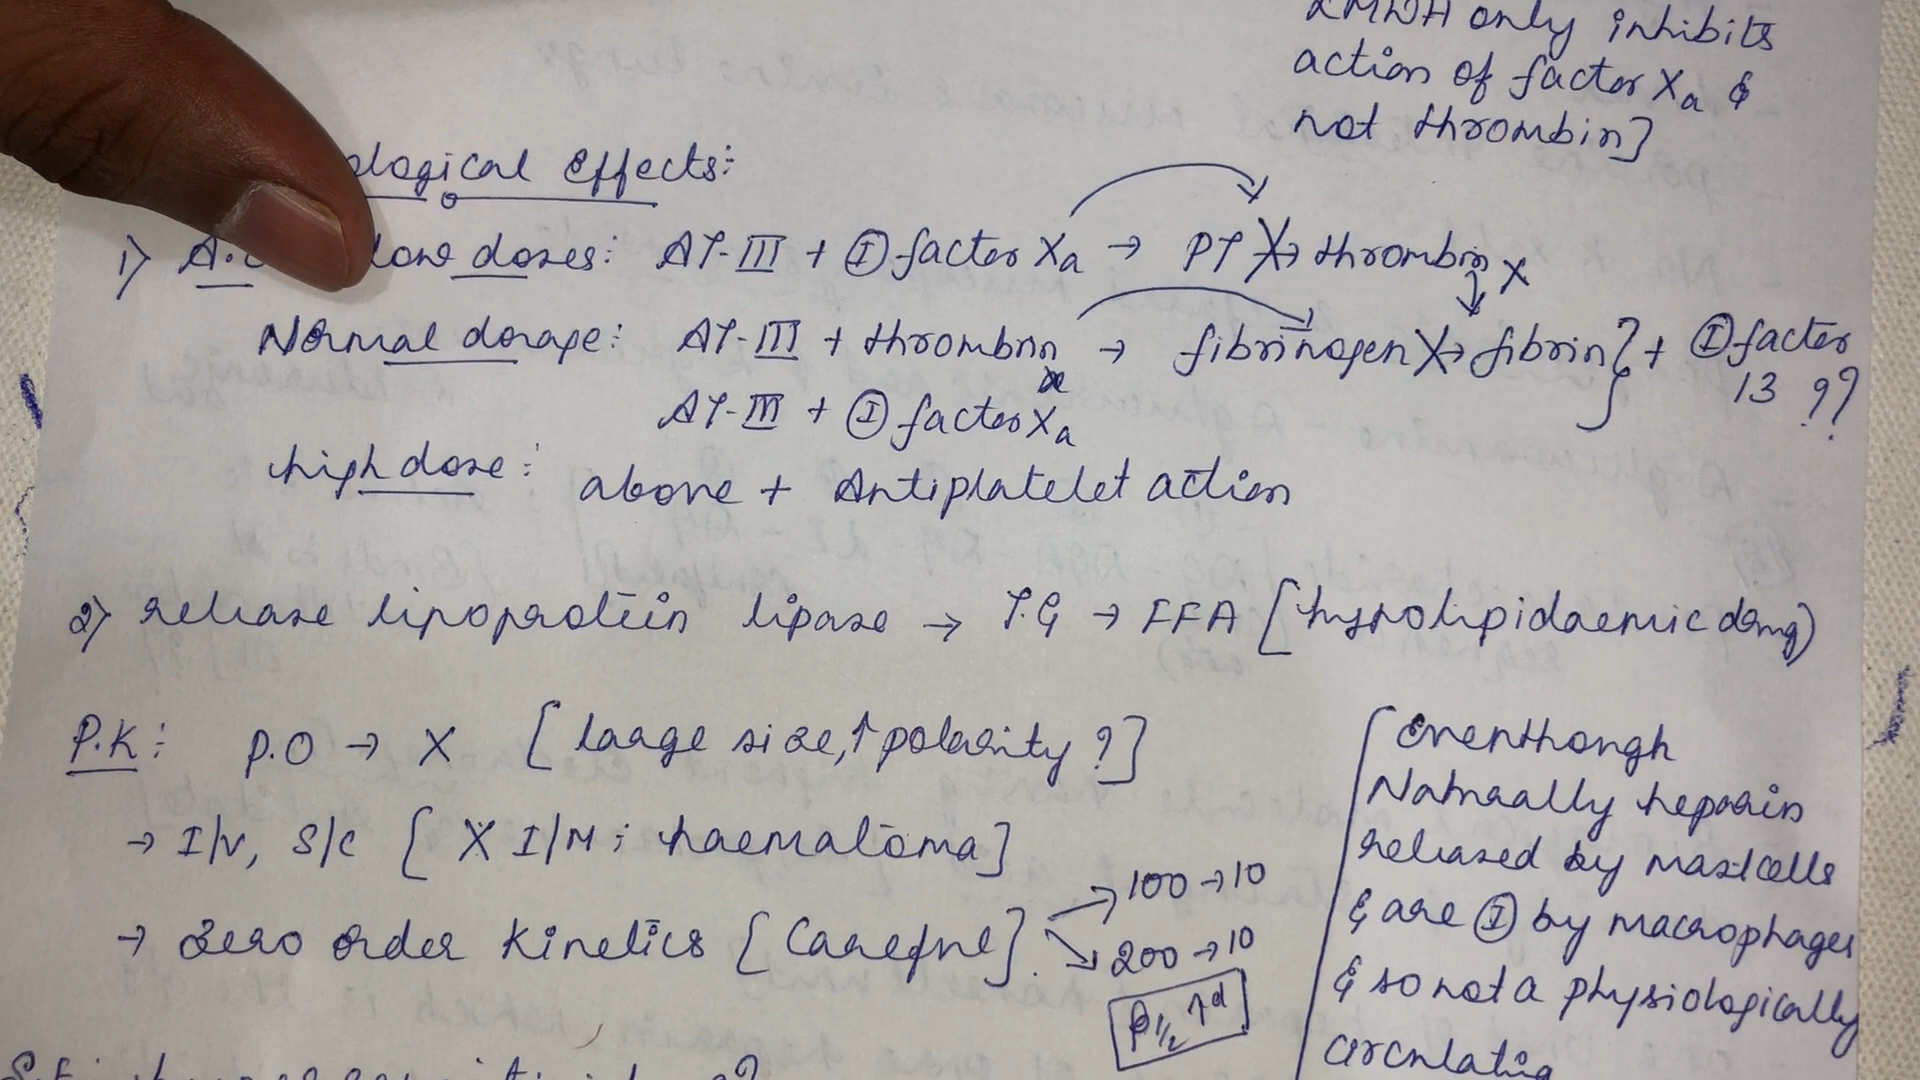 LMWH only inhibits
action of factor Xa &
not thrombin]
ological Effects:
1) A.C low doses: AT-III + Ⓘ factor Xa → PT X→ thrombin X
Normal dosage: AT-III + thrombin → fibrinogen X→ fibrin } + Ⓘ factor
13 ??
AT-III + Ⓘ factor Xa
high dose: above + Antiplatelet action
2) release lipoprotein lipase → T.G → FFA [hypolipidaemic drug)
P.K: P.O → X [large size, ↑ polarity ?]
→ I/V, S/C [X I/M ; haematoma]
→ Zero order kinetics [Careful]. → 100 → 10
→ 200 → 10
t1/2 ↑d
[Eventhough
Naturally heparin
released by mastcells
& are Ⓘ by macrophages
& so not a physiologically
circulating